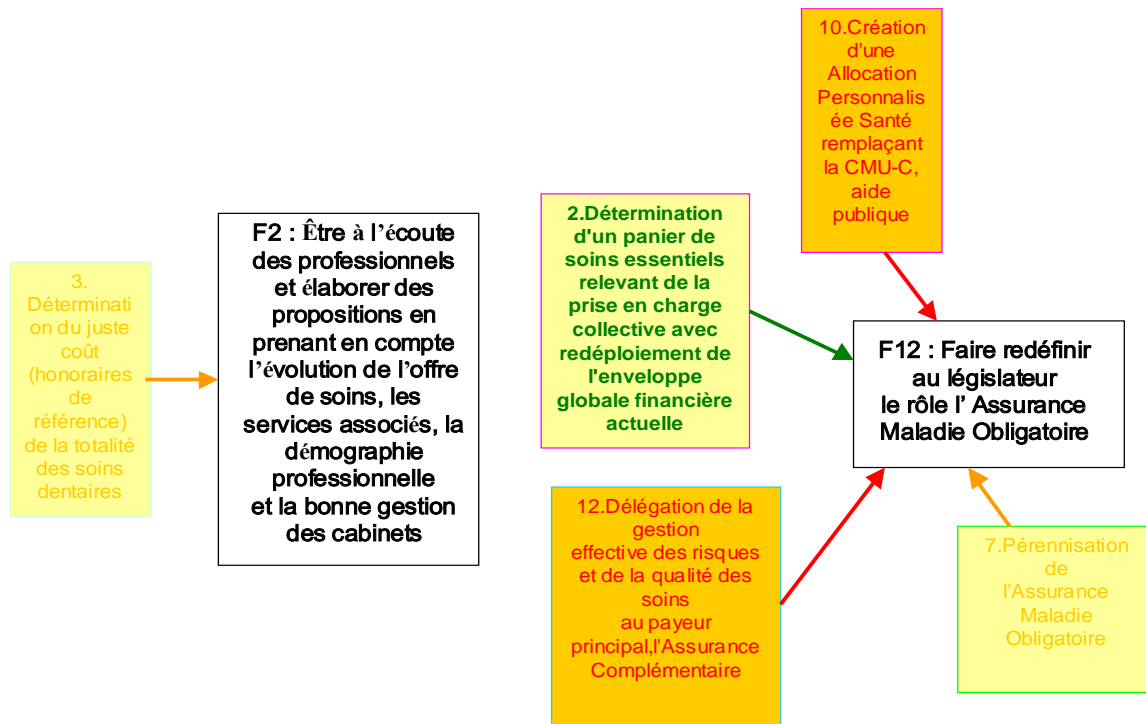 3.
Déterminati
on du juste
coût
(honoraires
de
référence)
de la totalité
des soins
dentaires
F2 : Être à l’écoute
des professionnels
et élaborer des
propositions en
prenant en compte
l’évolution de l’offre
de soins, les
services associés, la
démographie
professionnelle
et la bonne gestion
des cabinets
10.Création
d'une
Allocation
Personnalis
ée Santé
remplaçant
la CMU-C,
aide
publique
2.Détermination
d'un panier de
soins essentiels
relevant de la
prise en charge
collective avec
redéploiement de
l'enveloppe
globale financière
actuelle
F12 : Faire redéfinir
au législateur
le rôle l’ Assurance
Maladie Obligatoire
12.Délégation de la
gestion
effective des risques
et de la qualité des
soins
au payeur
principal,l'Assurance
Complémentaire
7.Pérennisation
de
l'Assurance
Maladie
Obligatoire